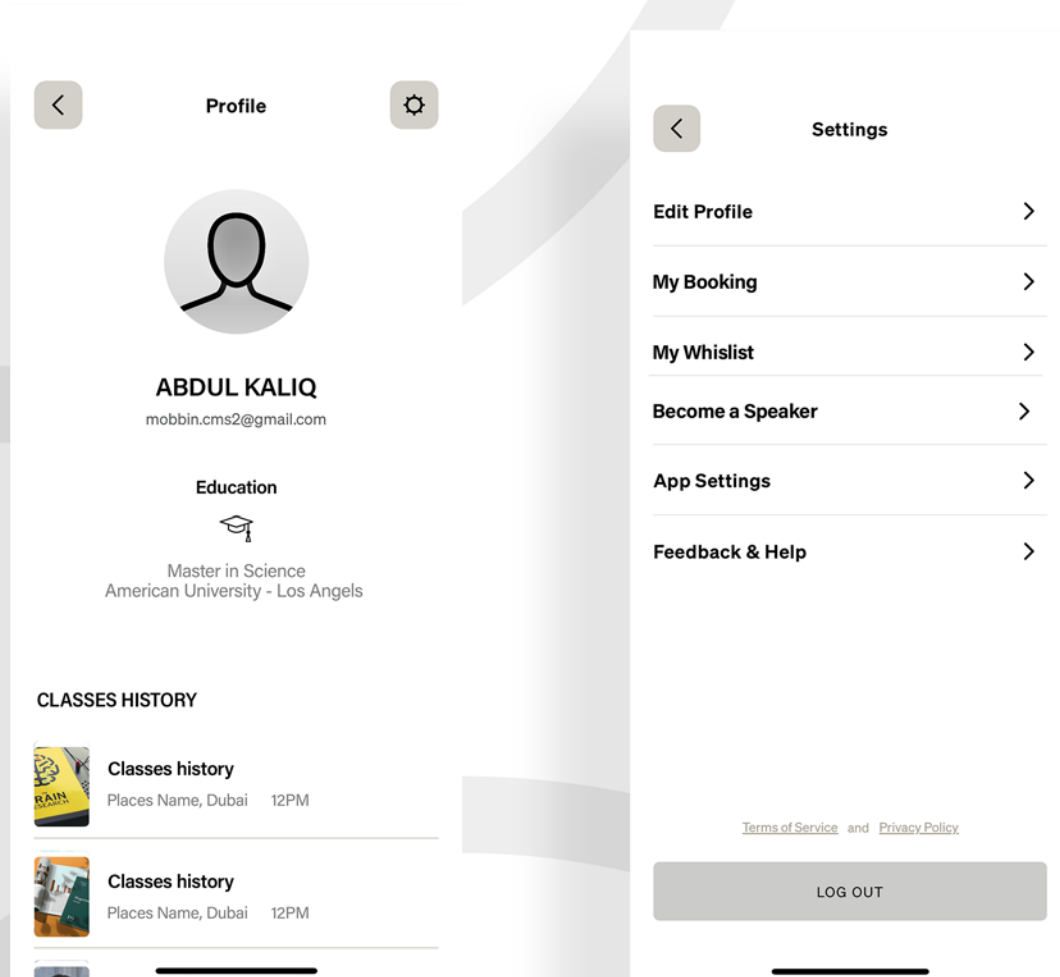 Profile
ABDUL KALIQ
mobbin.cms2@gmail.com
Education
Master in Science
American University - Los Angels
CLASSES HISTORY
RAIN
Classes history
Places Name, Dubai 12PM
Classes history
Places Name, Dubai 12PM
Settings
Edit Profile
My Booking
My Whislist
Become a Speaker
App Settings
Feedback & Help
Terms of Service and Privacy Policy
LOG OUT